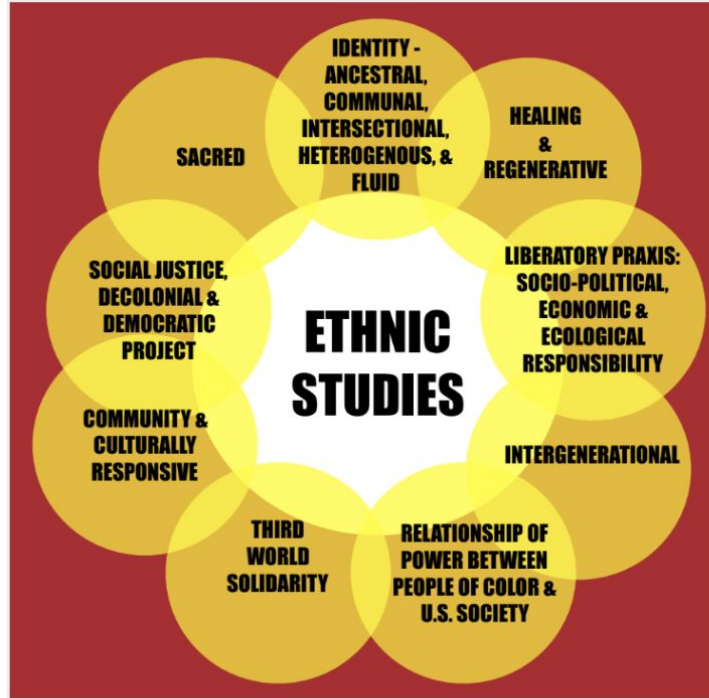 IDENTITY -
ANCESTRAL,
COMMUNAL,
INTERSECTIONAL,
HETEROGENOUS, &
FLUID
HEALING
&
REGENERATIVE
LIBERATORY PRAXIS:
SOCIO-POLITICAL,
ECONOMIC &
ECOLOGICAL
RESPONSIBILITY
INTERGENERATIONAL
RELATIONSHIP OF
POWER BETWEEN
PEOPLE OF COLOR &
U.S. SOCIETY
THIRD
WORLD
SOLIDARITY
COMMUNITY &
CULTURALLY
RESPONSIVE
SOCIAL JUSTICE,
DECOLONIAL &
DEMOCRATIC
PROJECT
SACRED
ETHNIC
STUDIES